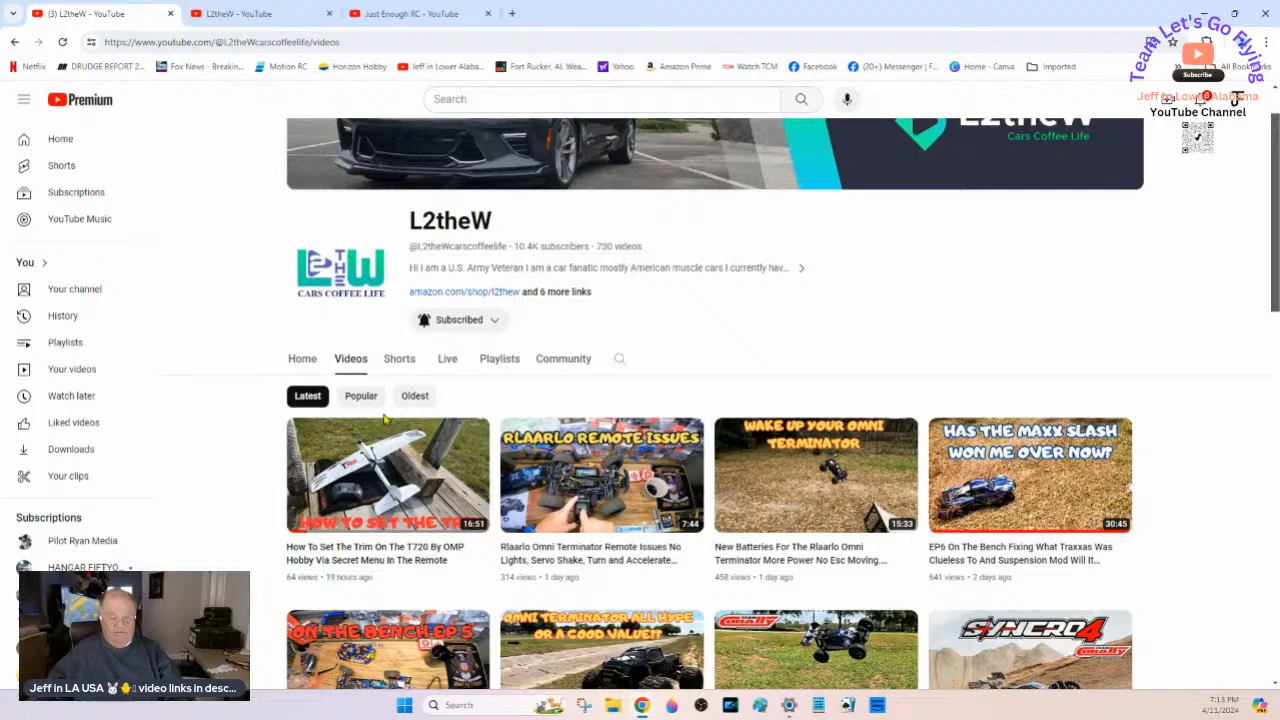 (3) L2theW - YouTube
L2theW - YouTube
Just Enough RC - YouTube
https://www.youtube.com/@L2theWcarscoffeelife/videos
Netflix
DRUDGE REPORT 2...
Fox News - Breakin...
Motion RC
Horizon Hobby
Jeff in Lower Alaba...
Fort Rucker, AL Wea...
Yahoo
Amazon Prime
Watch TCM
Facebook
(20+) Messenger | F...
Home - Canva
Imported
All Bookmarks
Team Let's Go Flying
Subscribe
Jeff in Lower Alabama
YouTube Channel
Premium
Search
Home
Shorts
Subscriptions
YouTube Music
You
Your channel
History
Playlists
Your videos
Watch later
Liked videos
Downloads
Your clips
Subscriptions
Pilot Ryan Media
HANGAR FIFTYO...
L2theW
Cars Coffee Life
L THE W
CARS COFFEE LIFE
L2theW
@L2theWcarscoffeelife · 10.4K subscribers · 730 videos
Hi I am a U.S. Army Veteran I am a car fanatic mostly American muscle cars I currently hav...
amazon.com/shop/l2thew and 6 more links
Subscribed
Home
Videos
Shorts
Live
Playlists
Community
Latest
Popular
Oldest
HOW TO SET THE TR
16:51
How To Set The Trim On The T720 By OMP
Hobby Via Secret Menu In The Remote
64 views · 19 hours ago
RLAARLO REMOTE ISSUES
7:44
Rlaarlo Omni Terminator Remote Issues No
Lights, Servo Shake, Turn and Accelerate...
314 views · 1 day ago
WAKE UP YOUR OMNI
TERMINATOR
15:33
New Batteries For The Rlaarlo Omni
Terminator More Power No Esc Moving....
458 views · 1 day ago
HAS THE MAXX SLASH
WON ME OVER NOW?
30:45
EP6 On The Bench Fixing What Traxxas Was
Clueless To And Suspension Mod Will It...
641 views · 2 days ago
ON THE BENCH EP 5
OMNI TERMINATOR ALL HYPE
OR A GOOD VALUE!?
CORALLY
SYNCRO4
CORALLY
Jeff in LA USA 🐰🐥 video links in desc...
Search
7:13 PM
4/11/2024